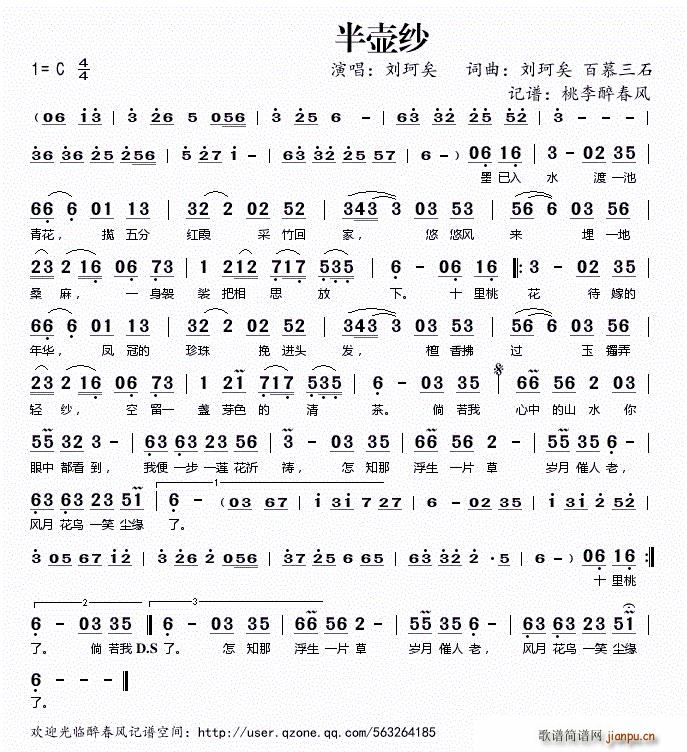 半壶纱
1= C 4/4 演唱：刘珂矣 词曲：刘珂矣 百慕三石
记谱：桃李醉春风
( 06 i3 | 3 26 5 056 | 3 25 6 - | 63 32 25 52 | 3 - - - |
36 36 25 256 | 5 27 i - | 63 32 25 57 | 6 - ) 06 16 | 3 - 02 35 |
墨已入 水 渡一池
66 6 01 13 | 32 2 02 52 | 343 3 03 53 | 56 6 06 56 |
青花， 揽 五分 红霞 采 竹回 家， 悠 悠风 来 埋 一地
23 2 16 06 73 | 1 212 717 535 | 6 - 06 16 |: 3 - 02 35 |
桑 麻， 一 身袈 裟 把相 思 放 下。 十 里桃 花 待 嫁的
66 6 01 13 | 32 2 02 52 | 343 3 03 53 | 56 6 06 56 |
年华， 凤 冠的 珍珠 挽 进头 发， 檀 香拂 过 玉 镯弄
23 2 16 06 73 | 1 21 717 535 | 6 - 03 35 | 66 56 2 - |
轻 纱， 空 留一 盏 芽色 的 清 茶。 倘 若我 心中 的山 水 你
55 32 3 - | 63 63 23 56 | 3 - 03 35 | 66 56 2 - | 55 23 2 - |
眼中 都看 到， 我便 一步 一莲 花祈 祷， 怎 知那 浮生 一片 草 岁月 催人 老，
63 63 23 51 | 6 - (03 67 | i 3i 7 - | 6 - 02 35 | 3i 3i 2 52 |
1
风月 花鸟 一笑 尘缘 了。
3 05 67 i2 | 3 26 2 056 | 37 25 6 65 | 63 32 2 · 5 | 6 - ) 06 16 :|
十 里桃
2 3
6 - 03 35 || 6 - 03 35 | 66 56 2 - | 55 23 2 - | 63 63 23 51 |
了。 倘 若我 D.S 了。 怎 知那 浮生 一片 草 岁月 催人 老， 风月 花鸟 一笑 尘缘
6 - - - ||
了。
欢迎光临醉春风记谱空间：http://user.qzone.qq.com/563264185
歌谱简谱网
jianpu.cn